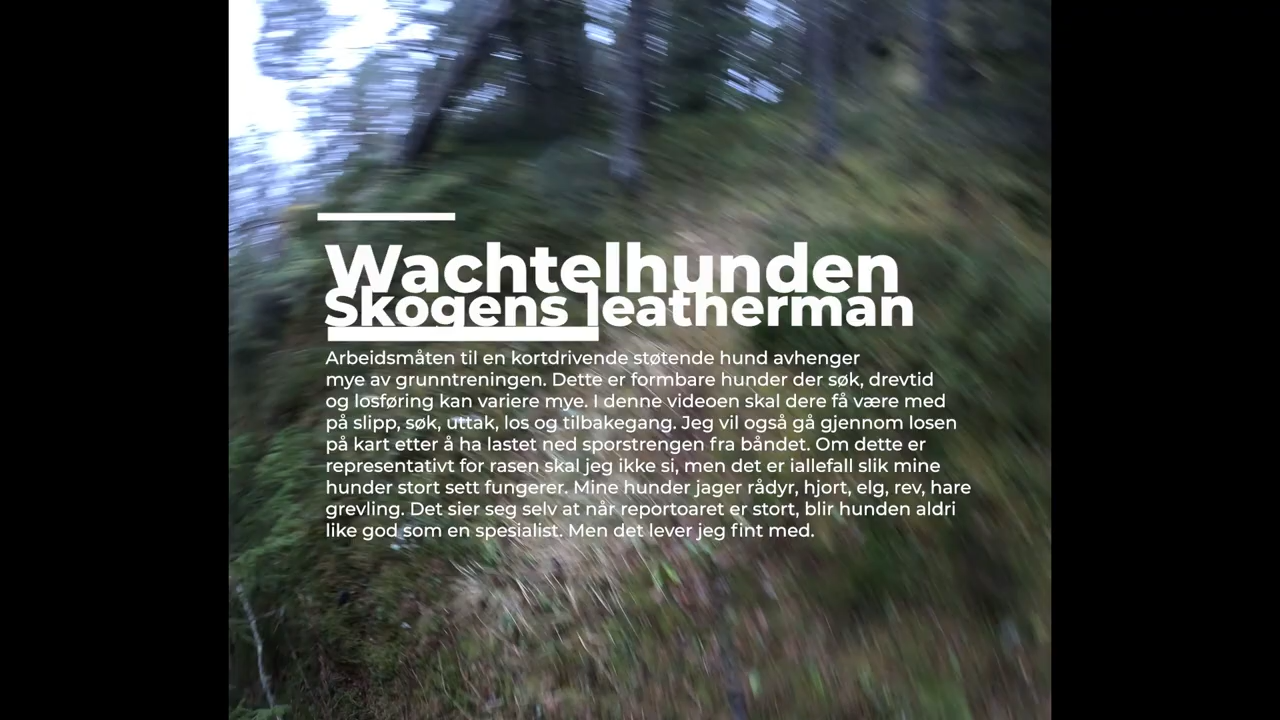 Wachtelhunden
Skogens leatherman
Arbeidsmåten til en kortdrivende støtende hund avhenger
mye av grunntreningen. Dette er formbare hunder der søk, drevtid
og losføring kan variere mye. I denne videoen skal dere få være med
på slipp, søk, uttak, los og tilbakegang. Jeg vil også gå gjennom losen
på kart etter å ha lastet ned sporstrengen fra båndet. Om dette er
representativt for rasen skal jeg ikke si, men det er iallefall slik mine
hunder stort sett fungerer. Mine hunder jager rådyr, hjort, elg, rev, hare
grevling. Det sier seg selv at når reportoaret er stort, blir hunden aldri
like god som en spesialist. Men det lever jeg fint med.